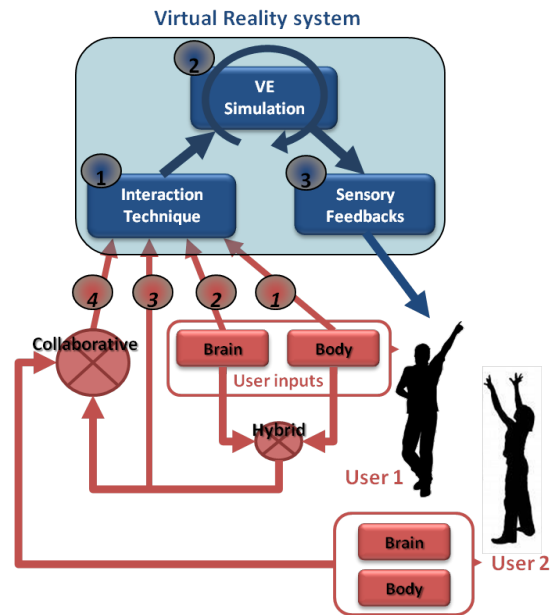 Virtual Reality system
2
VE
Simulation
1
Interaction
Technique
3
Sensory
Feedbacks
4
3
2
1
Collaborative
Brain
Body
User inputs
Hybrid
User 1
Brain
Body
User 2